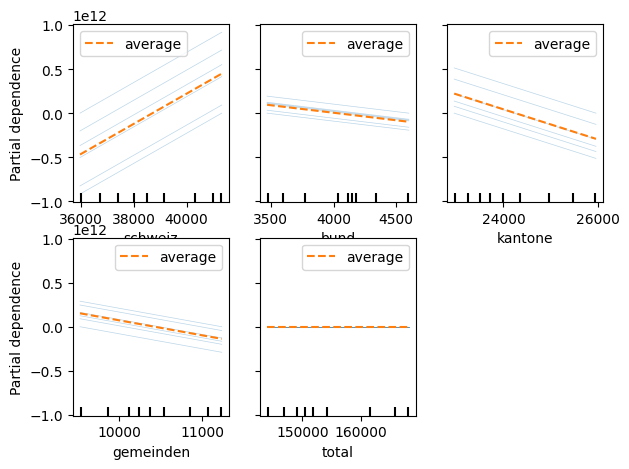 1e12
1.0
0.5
0.0
−0.5
−1.0
Partial dependence
average
36000 38000 40000
schweiz
average
3500 4000 4500
bund
average
24000 26000
kantone
1e12
1.0
0.5
0.0
−0.5
−1.0
Partial dependence
average
10000 11000
gemeinden
average
150000 160000
total